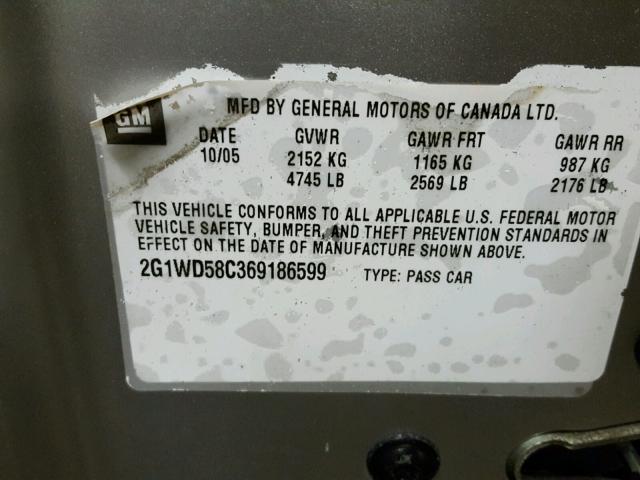 GM
MFD BY GENERAL MOTORS OF CANADA LTD.
DATE GVWR GAWR FRT GAWR RR
10/05 2152 KG 1165 KG 987 KG
4745 LB 2569 LB 2176 LB
THIS VEHICLE CONFORMS TO ALL APPLICABLE U.S. FEDERAL MOTOR
VEHICLE SAFETY, BUMPER, AND THEFT PREVENTION STANDARDS IN
EFFECT ON THE DATE OF MANUFACTURE SHOWN ABOVE.
2G1WD58C369186599 TYPE: PASS CAR